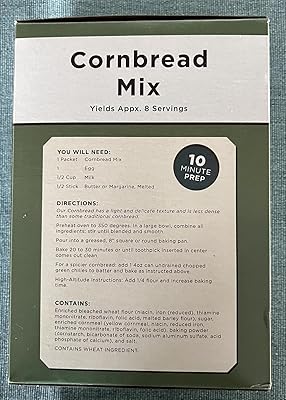 Cornbread
Mix
Yields Appx. 8 Servings
YOU WILL NEED:
1 Packet Cornbread Mix
1 Egg
1/2 Cup Milk
1/2 Stick Butter or Margarine, Melted
10
MINUTE
PREP
DIRECTIONS:
Our Cornbread has a light and delicate texture and is less dense
than some traditional cornbread.
Preheat oven to 350 degrees. In a large bowl, combine all
ingredients; stir until blended and smooth.
Pour into a greased, 8" square or round baking pan.
Bake 20 to 30 minutes or until toothpick inserted in center
comes out clean.
For a spicier cornbread: add 1 4oz can undrained chopped
green chilies to batter and bake as instructed above.
High-Altitude Instructions: Add 1/4 flour and increase baking
time.
CONTAINS:
Enriched bleached wheat flour (niacin, iron (reduced), thiamine
mononitrate, riboflavin, folic acid, malted barley flour), sugar,
enriched cornmeal (yellow cornmeal, niacin, reduced iron,
thiamine mononitrate, riboflavin, folic acid), baking powder
(cornstarch, bicarbonate of soda, sodium aluminum sulfate, acid
phosphate of calcium), and salt.
CONTAINS WHEAT INGREDIENT.